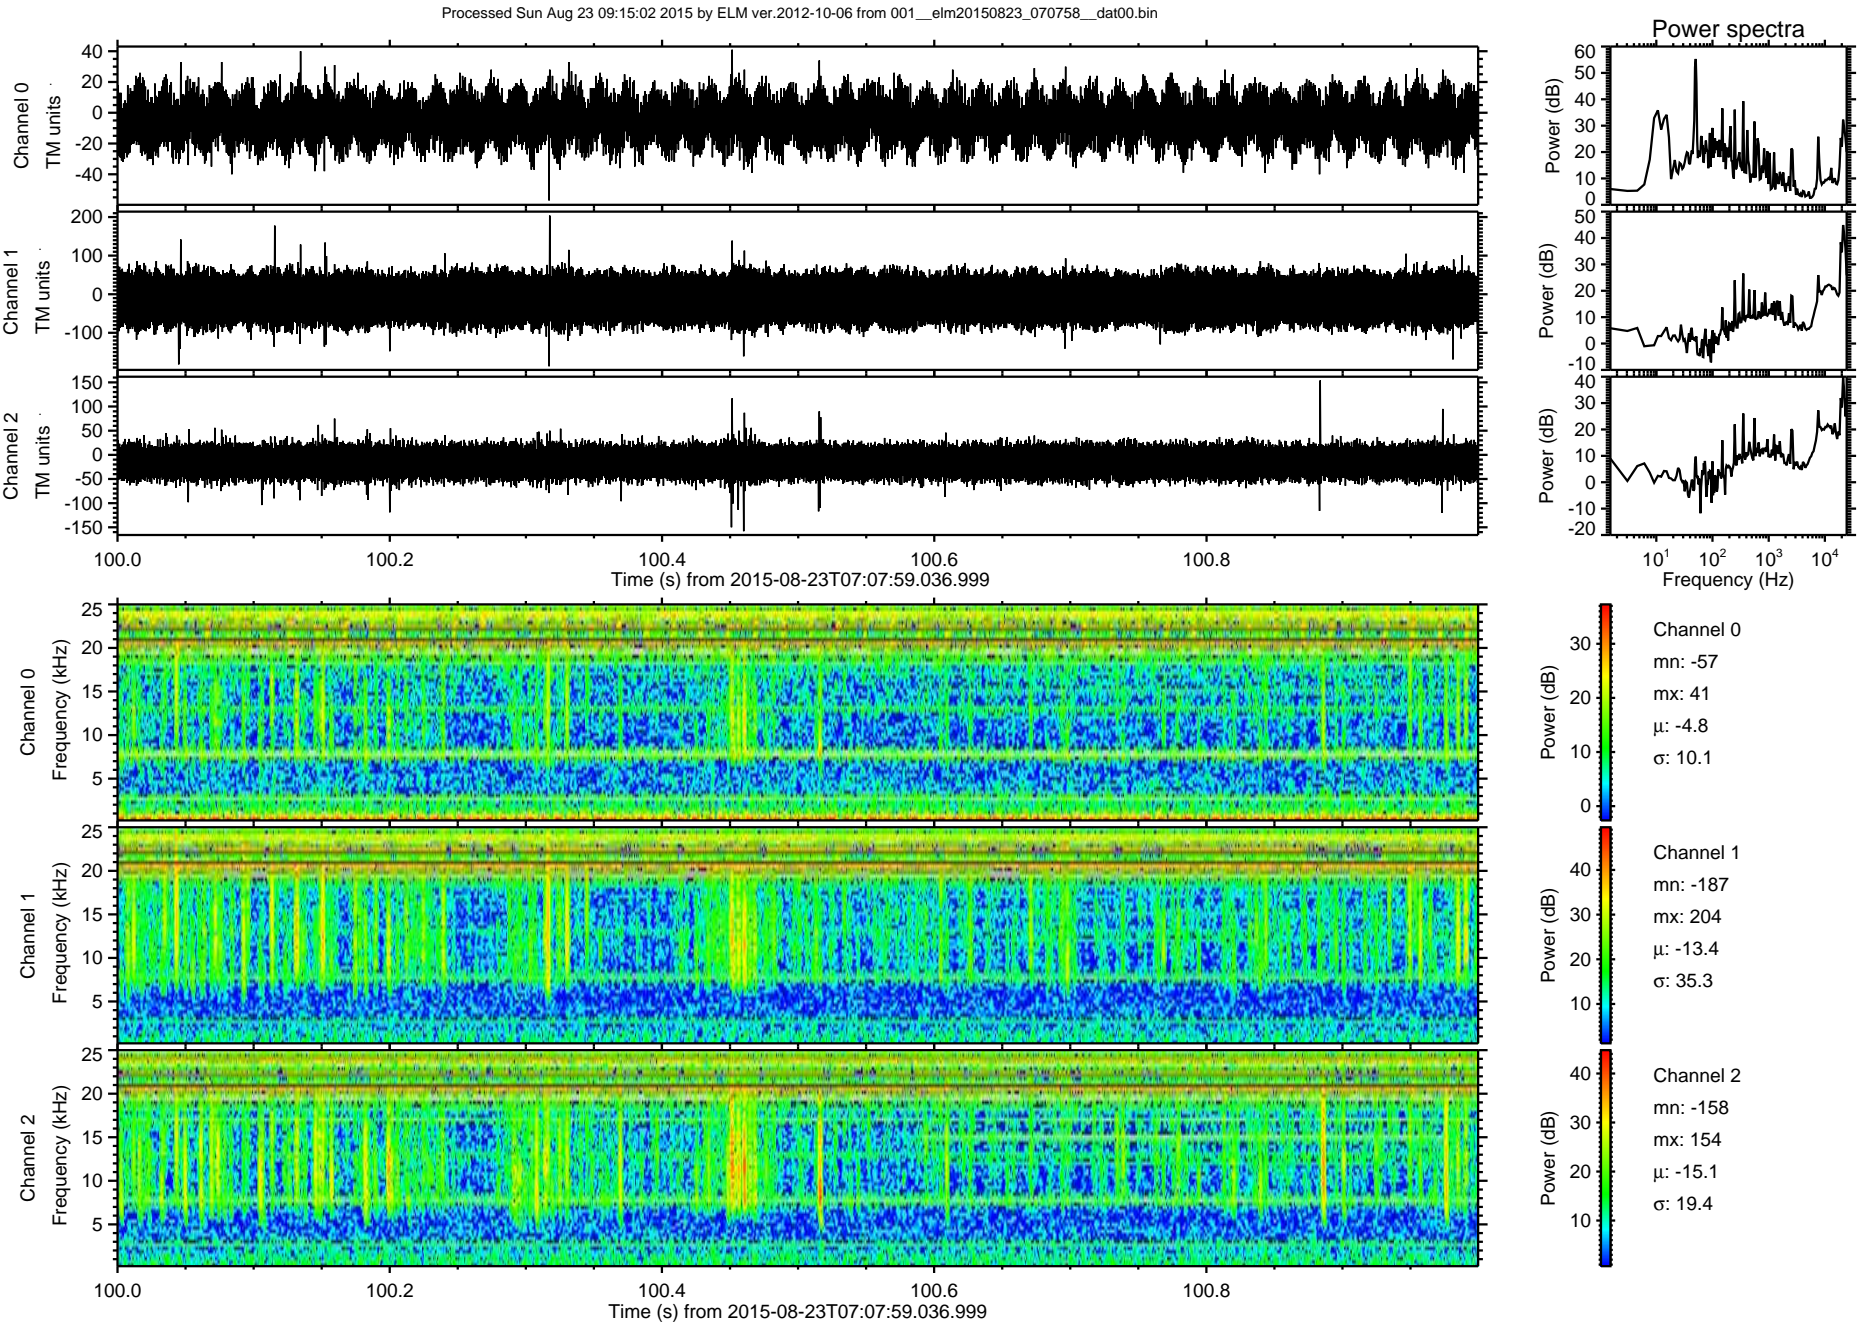 Processed Sun Aug 23 09:15:02 2015 by ELM ver.2012-10-06 from 001__elm20150823_070758__dat00.bin
Power spectra
Channel 0
TM units
40
20
0
-20
-40
Power (dB)
60
50
40
30
20
10
0
Channel 1
TM units
200
100
0
-100
Power (dB)
50
40
30
20
10
0
-10
Channel 2
TM units
150
100
50
0
-50
-100
-150
Power (dB)
40
30
20
10
0
-10
-20
100.0 100.2 100.4 100.6 100.8
Time (s) from 2015-08-23T07:07:59.036.999
10^1 10^2 10^3 10^4
Frequency (Hz)
Channel 0
Frequency (kHz)
25
20
15
10
5
Power (dB)
30
20
10
0
Channel 0
mn: -57
mx: 41
μ: -4.8
σ: 10.1
Channel 1
Frequency (kHz)
25
20
15
10
5
Power (dB)
40
30
20
10
Channel 1
mn: -187
mx: 204
μ: -13.4
σ: 35.3
Channel 2
Frequency (kHz)
25
20
15
10
5
Power (dB)
40
30
20
10
Channel 2
mn: -158
mx: 154
μ: -15.1
σ: 19.4
100.0 100.2 100.4 100.6 100.8
Time (s) from 2015-08-23T07:07:59.036.999